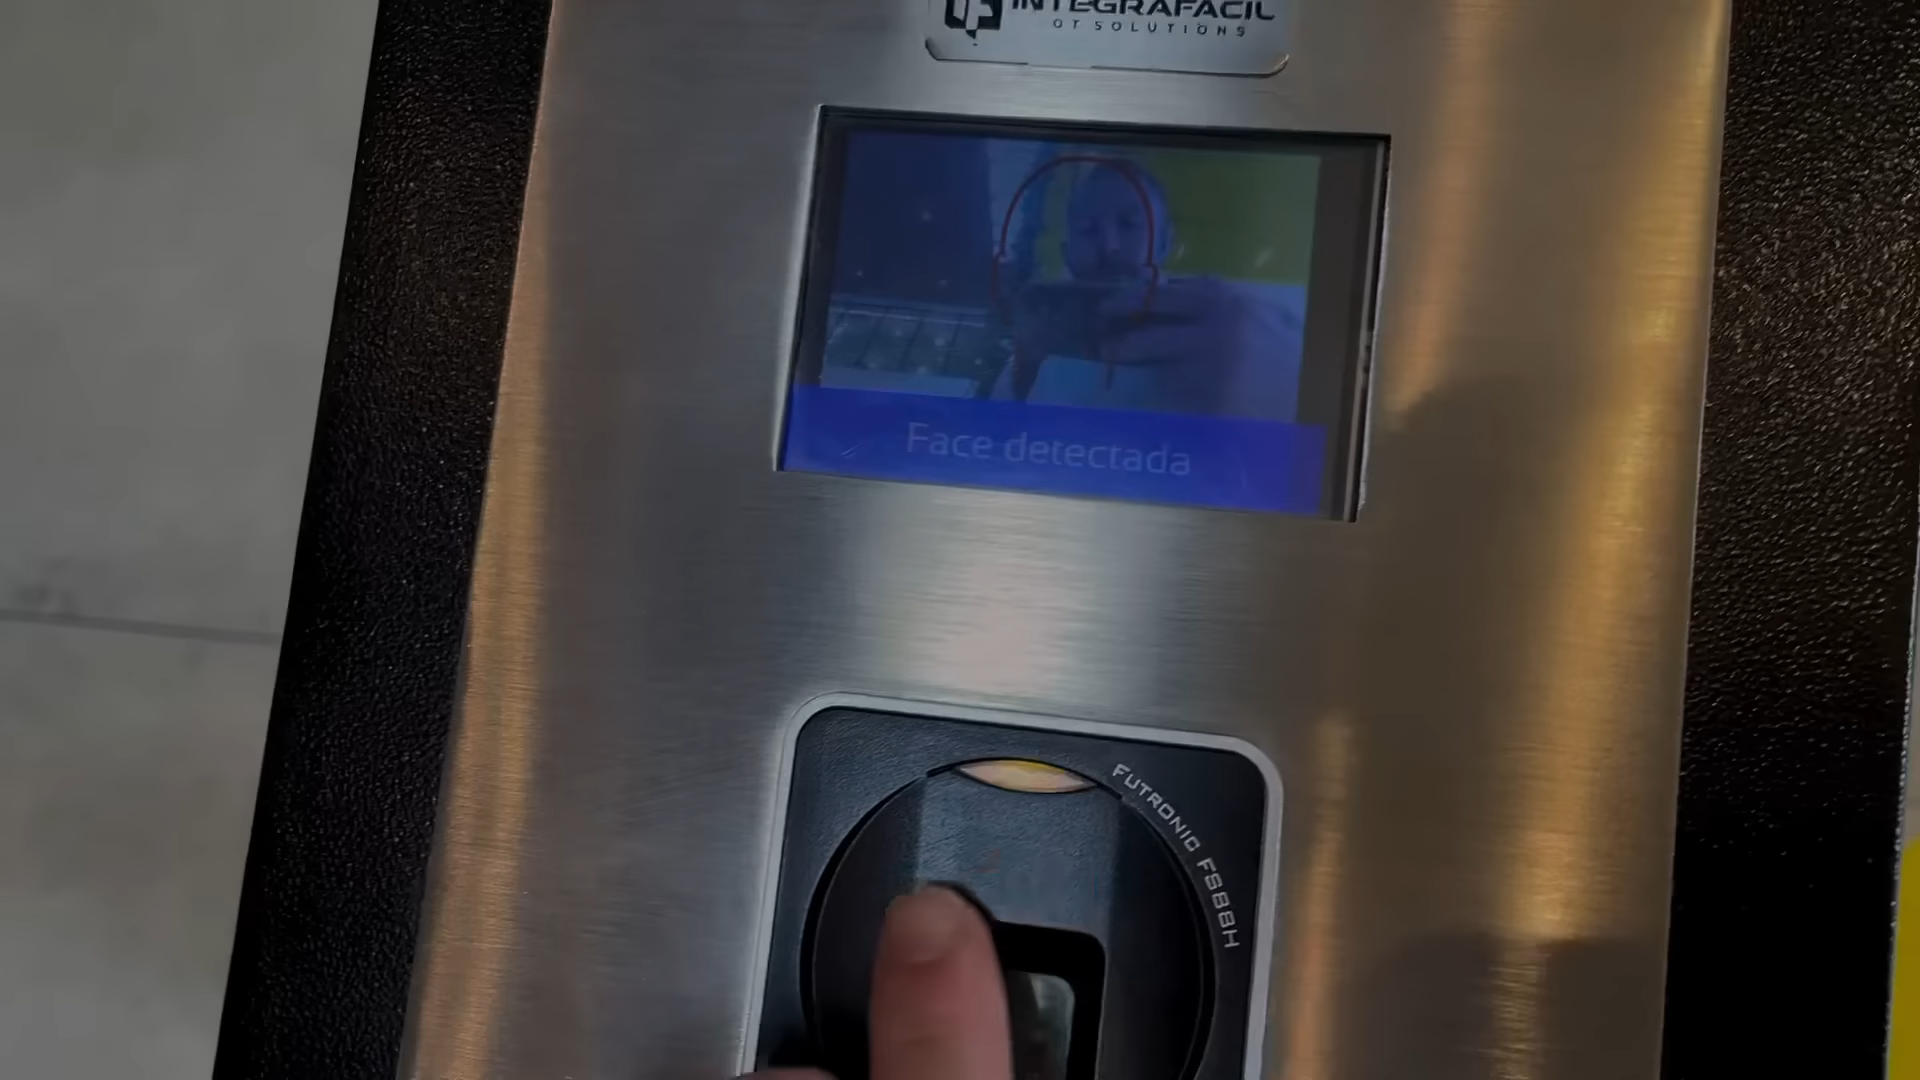 INTEGRAFACIL
OT SOLUTIONS
Face detectada
FUTRONIC FS88H